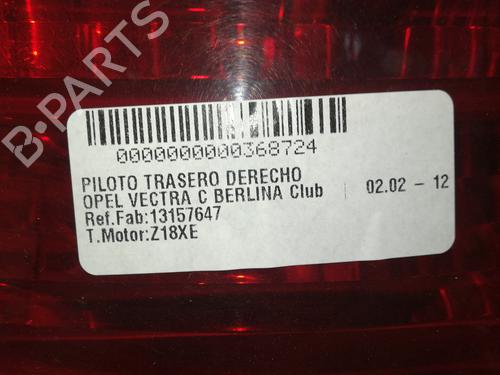 B-PARTS
0000000000368724
PILOTO TRASERO DERECHO
OPEL VECTRA C BERLINA Club | 02.02 - 12
Ref.Fab:13157647
T.Motor:Z18XE